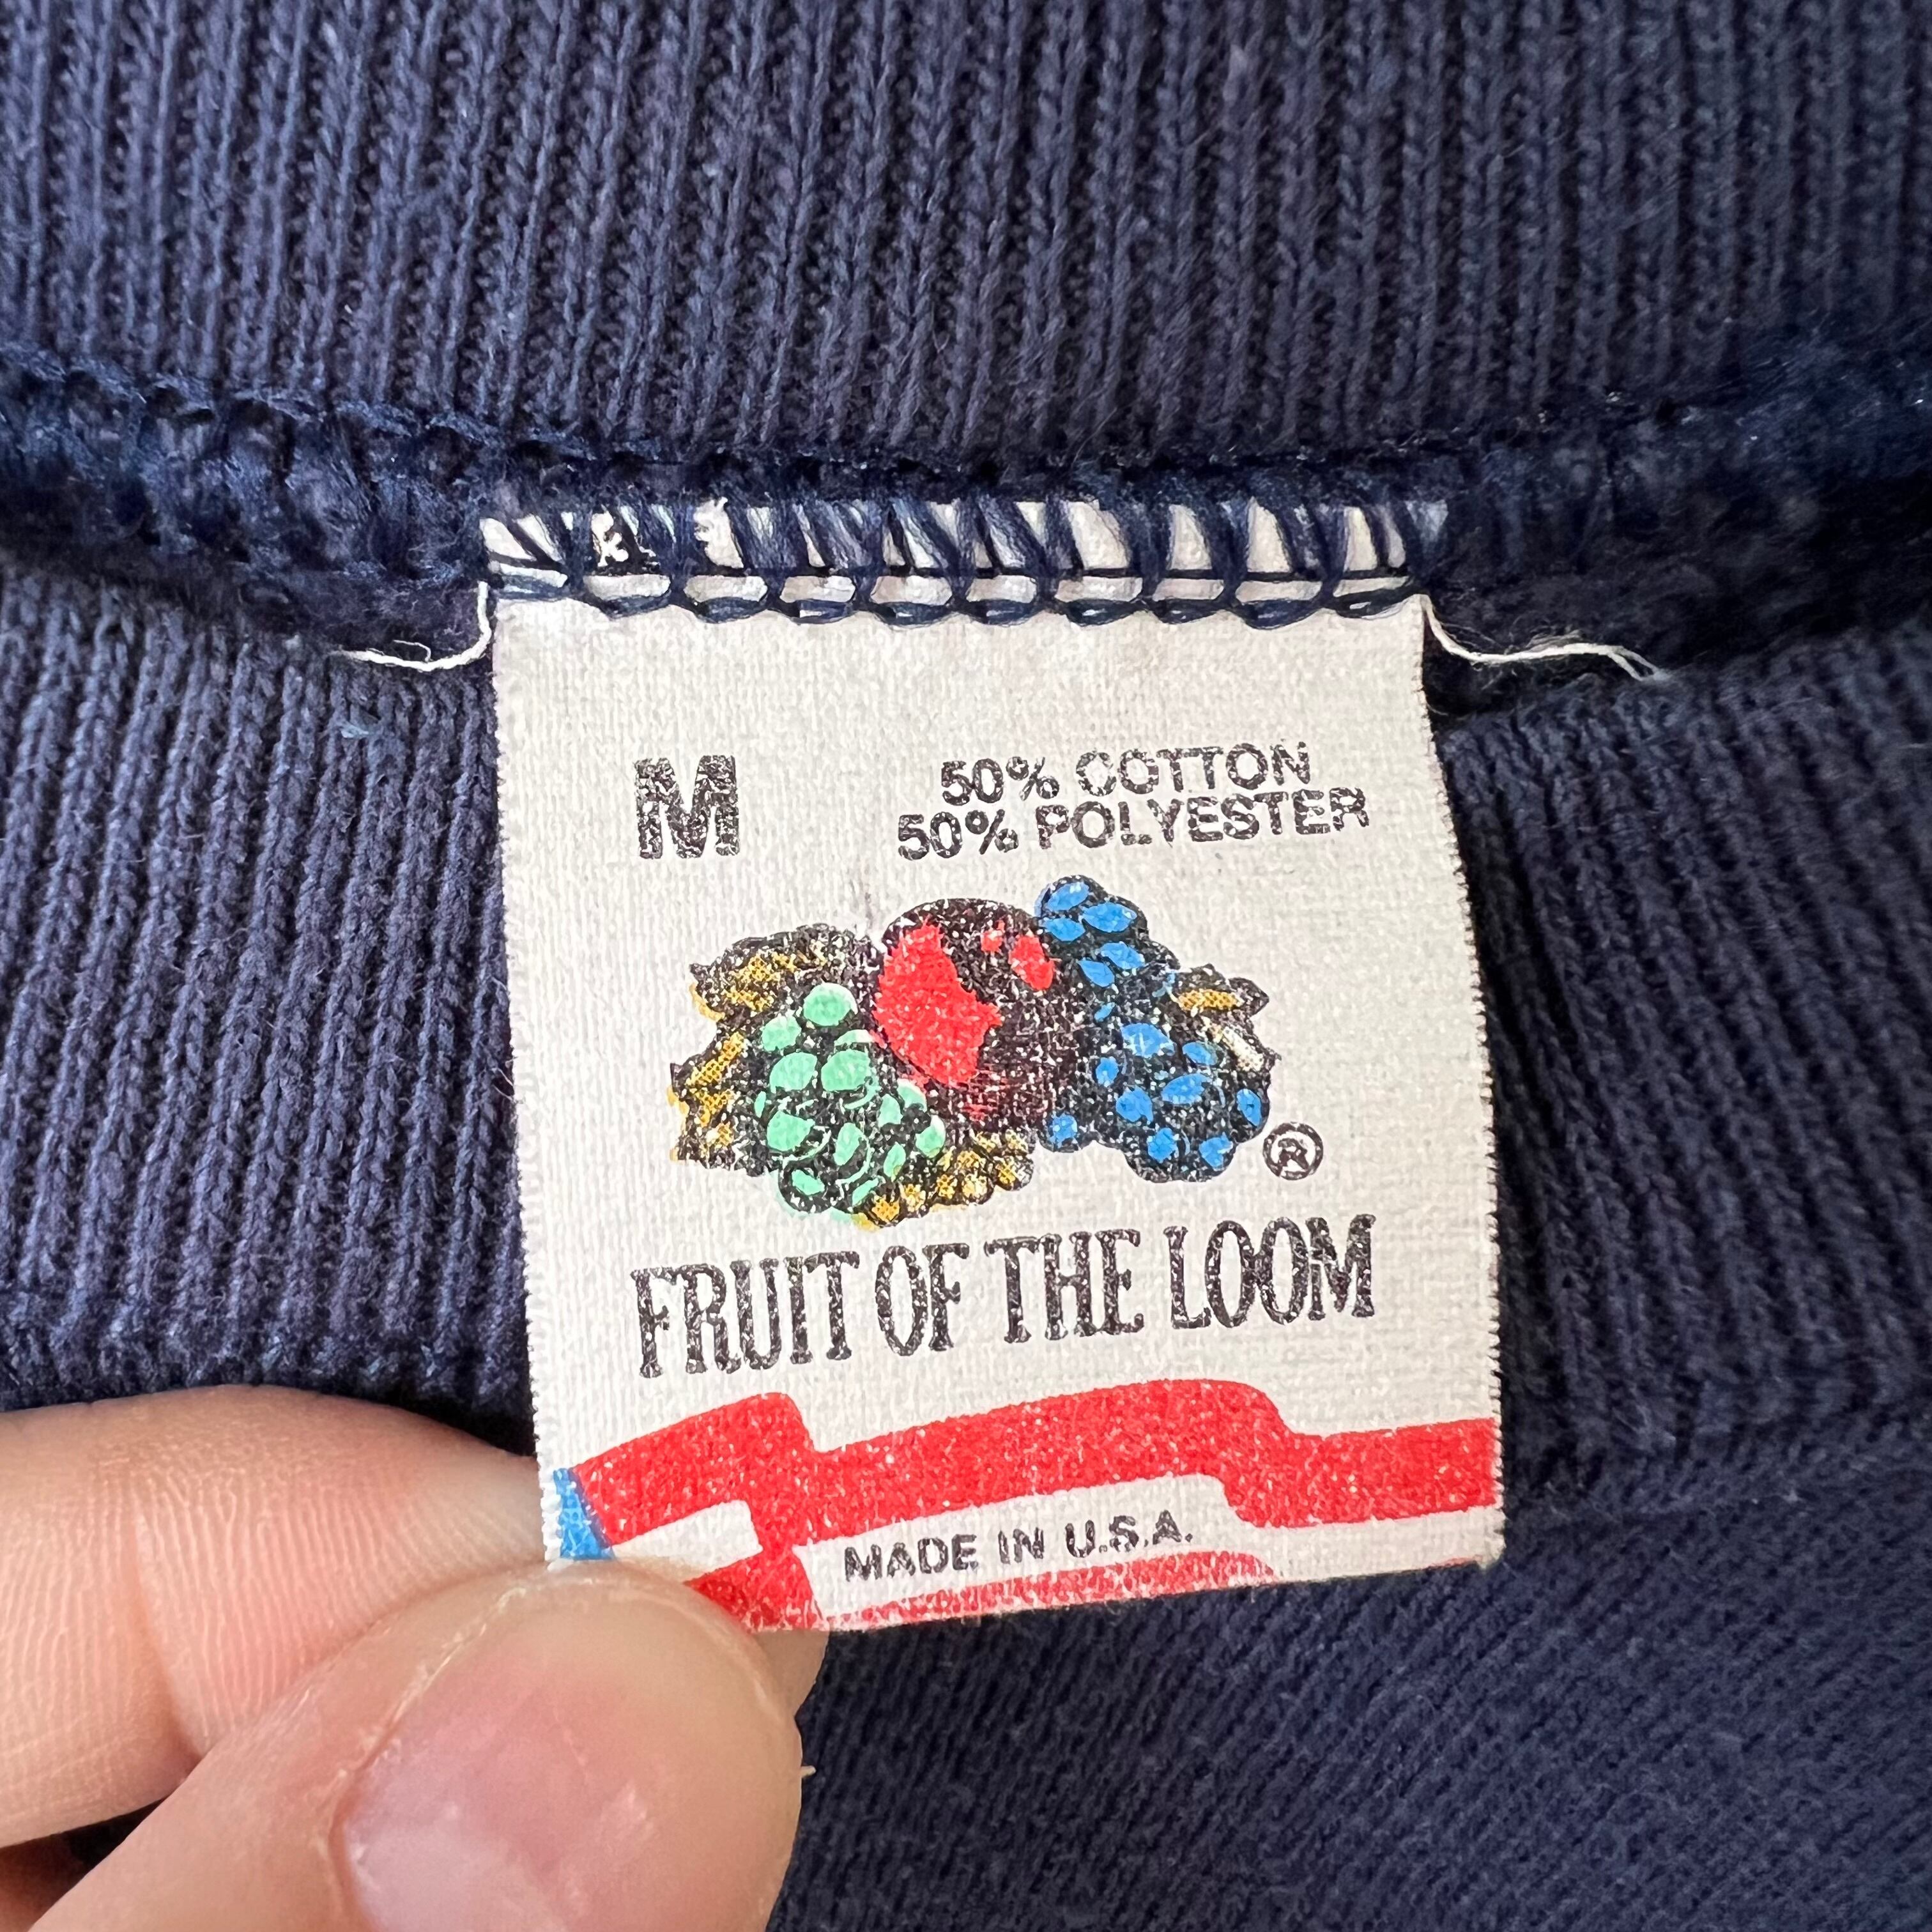 M
50% COTTON
50% POLYESTER
®
FRUIT OF THE LOOM
MADE IN U.S.A.